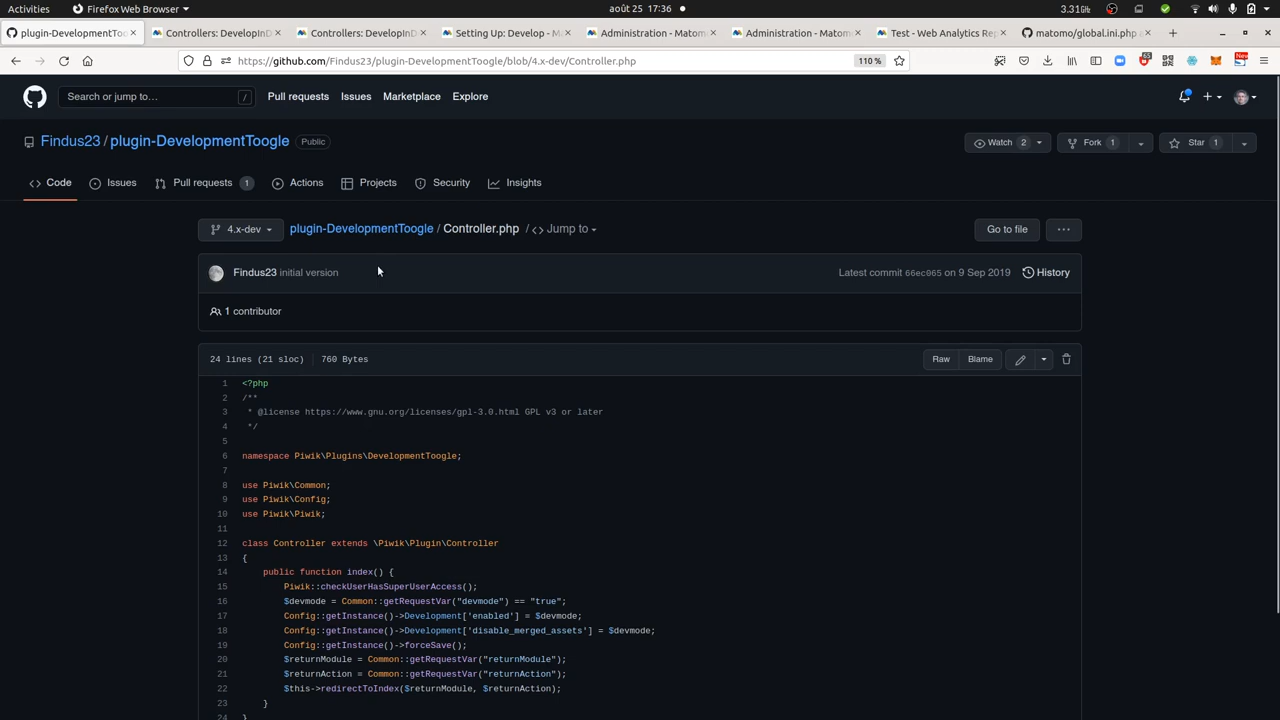 Activities Firefox Web Browser août 25 17:36 3.31 GiB
plugin-DevelopmentToo Controllers: DevelopInD Controllers: DevelopInD Setting Up: Develop - M Administration - Matom Administration - Matom Test - Web Analytics Re matomo/global.ini.php a
https://github.com/Findus23/plugin-DevelopmentToogle/blob/4.x-dev/Controller.php 110 % New
Search or jump to... / Pull requests Issues Marketplace Explore
Findus23 / plugin-DevelopmentToogle Public Watch 2 Fork 1 Star 1
Code Issues Pull requests 1 Actions Projects Security Insights
4.x-dev plugin-DevelopmentToogle / Controller.php / <> Jump to Go to file ...
Findus23 initial version Latest commit 66ec065 on 9 Sep 2019 History
1 contributor
24 lines (21 sloc) 760 Bytes Raw Blame
1 <?php
2 /**
3 * @license https://www.gnu.org/licenses/gpl-3.0.html GPL v3 or later
4 */
5
6 namespace Piwik\Plugins\DevelopmentToogle;
7
8 use Piwik\Common;
9 use Piwik\Config;
10 use Piwik\Piwik;
11
12 class Controller extends \Piwik\Plugin\Controller
13 {
14 public function index() {
15 Piwik::checkUserHasSuperUserAccess();
16 $devmode = Common::getRequestVar("devmode") == "true";
17 Config::getInstance()->Development['enabled'] = $devmode;
18 Config::getInstance()->Development['disable_merged_assets'] = $devmode;
19 Config::getInstance()->forceSave();
20 $returnModule = Common::getRequestVar("returnModule");
21 $returnAction = Common::getRequestVar("returnAction");
22 $this->redirectToIndex($returnModule, $returnAction);
23 }
24 }